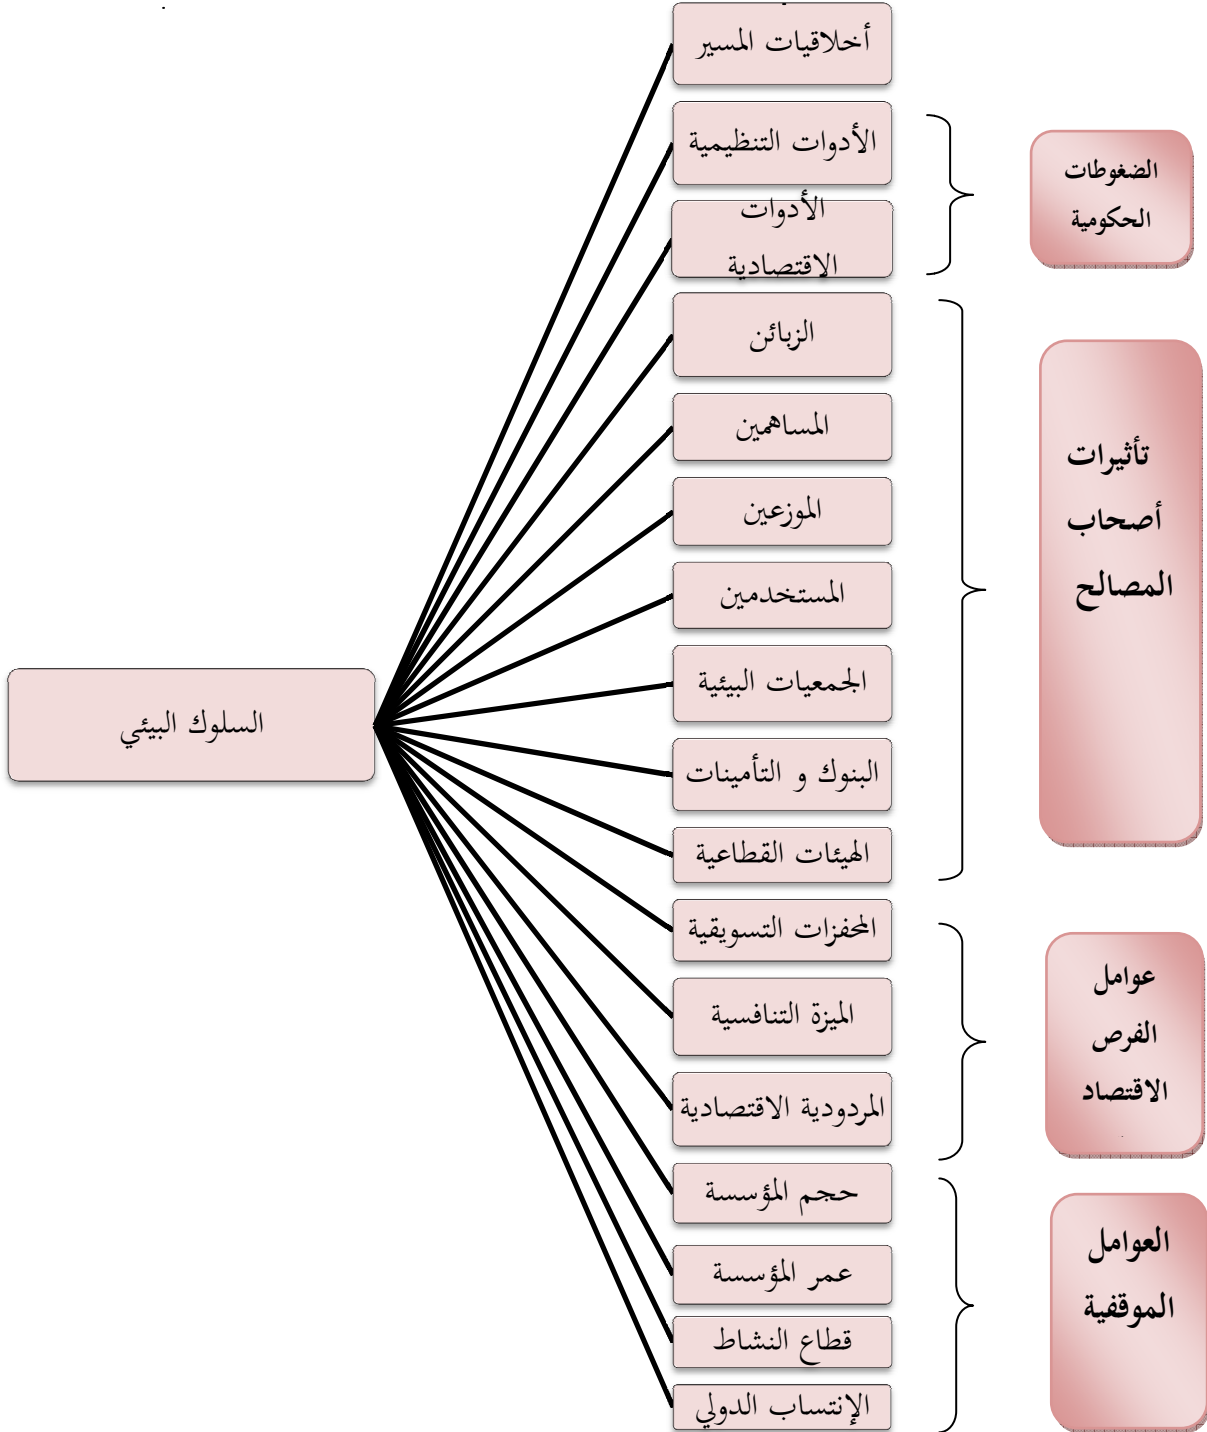 أخلاقيات المسير
الأدوات التنظيمية
الأدوات
الاقتصادية
الضغوطات
الحكومية
الزبائن
المساهمين
الموزعين
المستخدمين
الجمعيات البيئية
البنوك و التأمينات
الهيئات القطاعية
تأثيرات
أصحاب
المصالح
السلوك البيئي
المحفزات التسويقية
الميزة التنافسية
المردودية الاقتصادية
عوامل
الفرص
الاقتصاد
حجم المؤسسة
عمر المؤسسة
قطاع النشاط
الإنتساب الدولي
العوامل
الموقفية